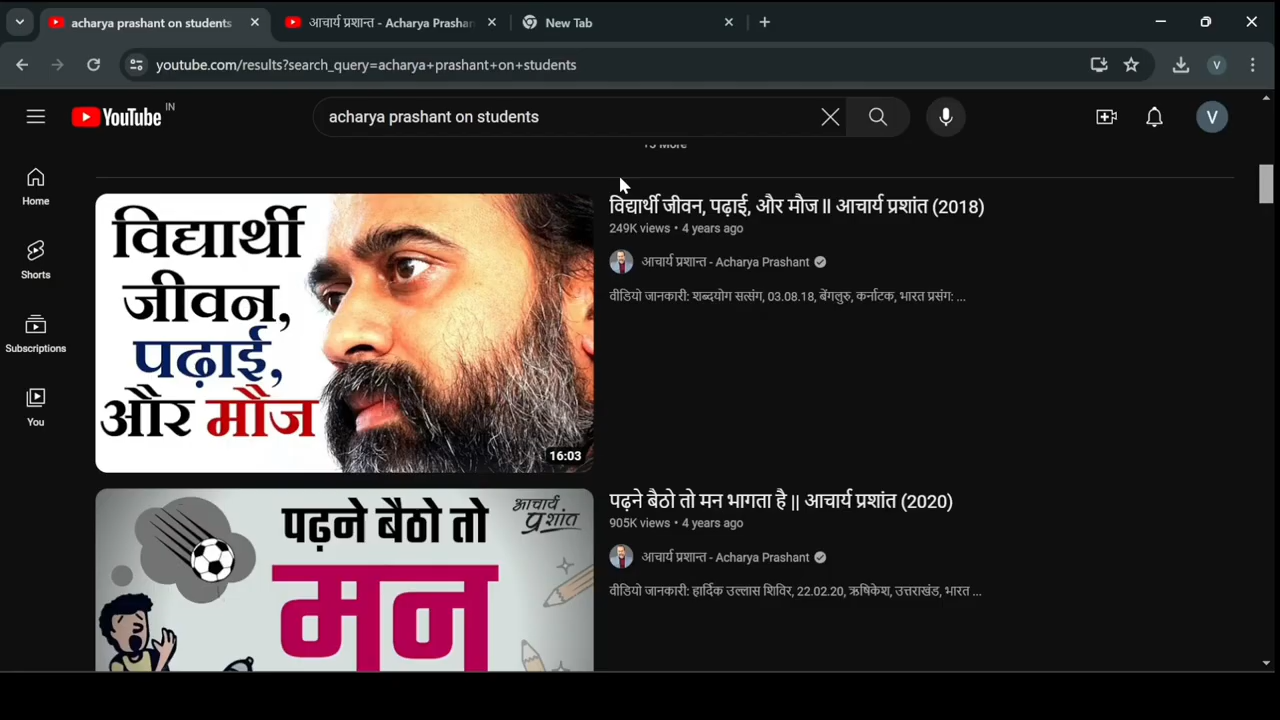 acharya prashant on students
आचार्य प्रशान्त - Acharya Prashan
New Tab
youtube.com/results?search_query=acharya+prashant+on+students
V
YouTube IN
acharya prashant on students
V
15 More
Home
Shorts
Subscriptions
You
विद्यार्थी
जीवन,
पढ़ाई,
और मौज
16:03
विद्यार्थी जीवन, पढ़ाई, और मौज II आचार्य प्रशांत (2018)
249K views • 4 years ago
आचार्य प्रशान्त - Acharya Prashant
वीडियो जानकारी: शब्दयोग सत्संग, 03.08.18, बेंगलुरु, कर्नाटक, भारत प्रसंग: ...
पढ़ने बैठो तो
मन
आचार्य
प्रशांत
पढ़ने बैठो तो मन भागता है || आचार्य प्रशांत (2020)
905K views • 4 years ago
आचार्य प्रशान्त - Acharya Prashant
वीडियो जानकारी: हार्दिक उल्लास शिविर, 22.02.20, ऋषिकेश, उत्तराखंड, भारत ...